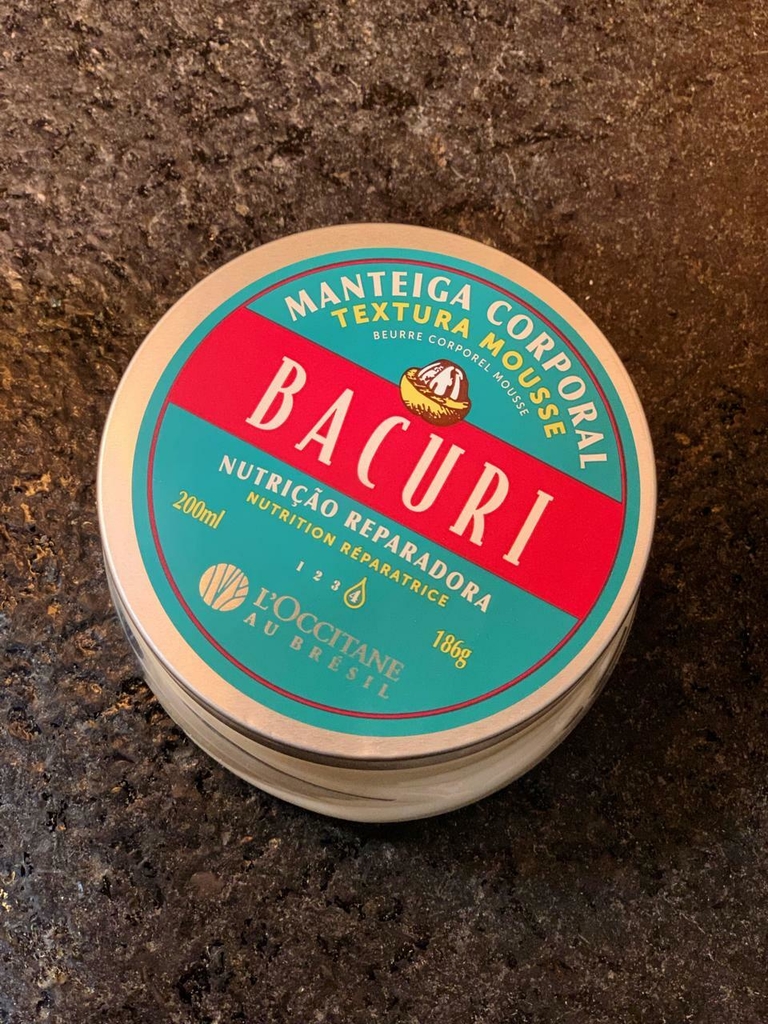 MANTEIGA CORPORAL
TEXTURA MOUSSE
BEURRE CORPOREL MOUSSE
BACURI
NUTRIÇÃO REPARADORA
NUTRITION RÉPARATRICE
200ml
1 2 3 4
L'OCCITANE
AU BRÉSIL
186g